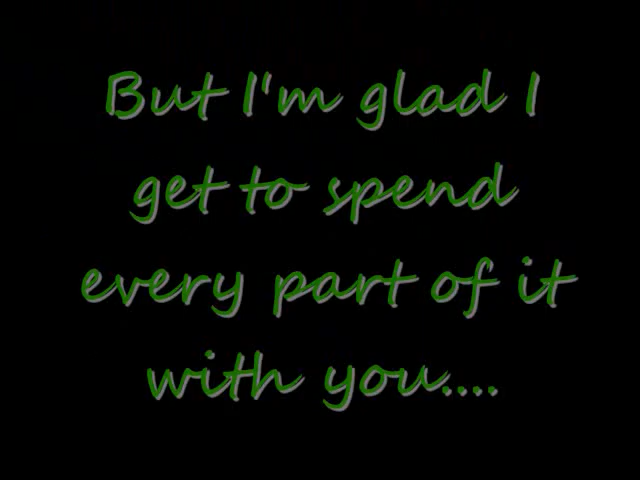 But I'm glad I
get to spend
every part of it
with you....